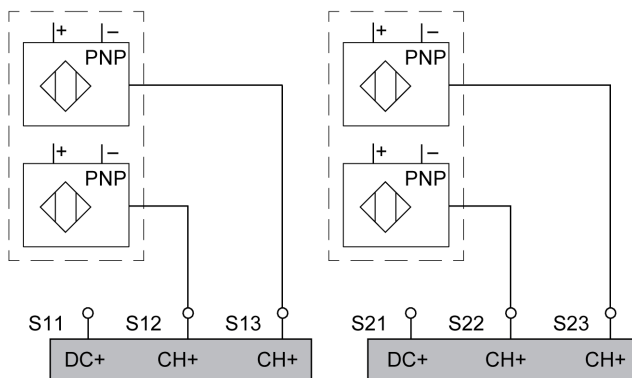 + – + –
PNP PNP
+ – + –
PNP PNP
S11 S12 S13 S21 S22 S23
DC+ CH+ CH+ DC+ CH+ CH+